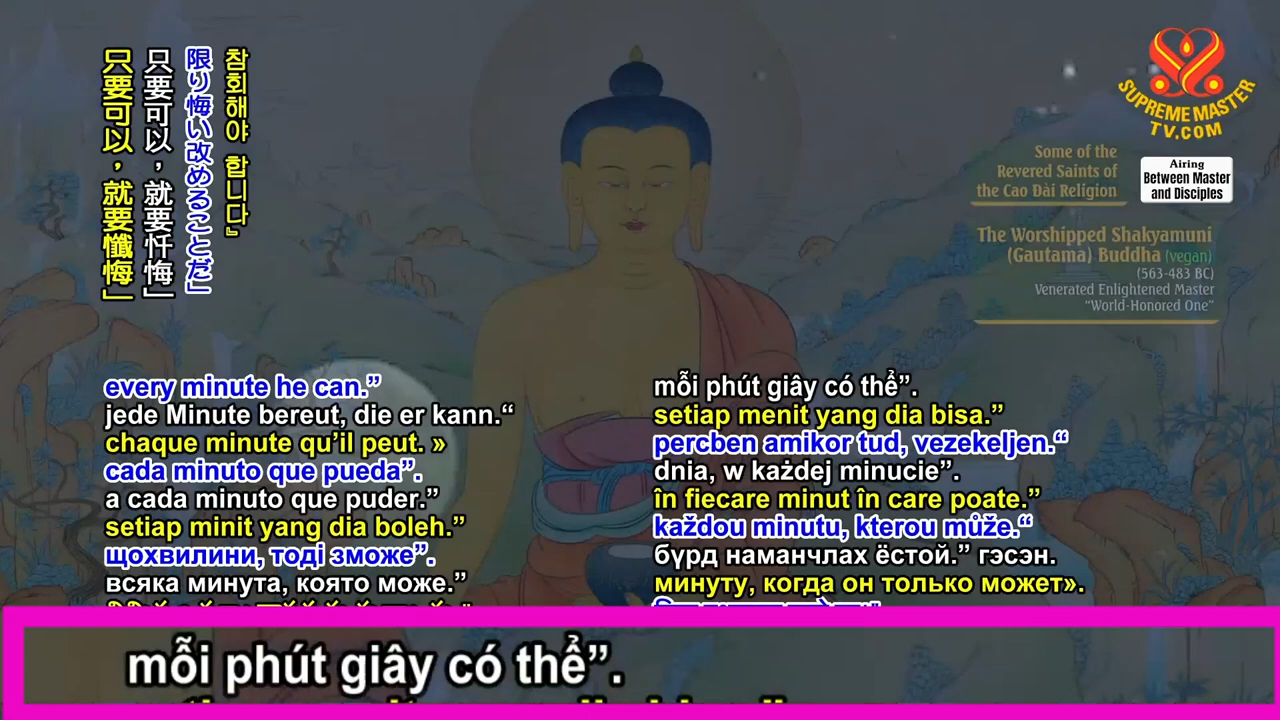 참회해야 합니다』
限り悔い改めることだ」
只要可以，就要忏悔」
只要可以，就要懺悔」
SUPREME MASTER
TV.COM
Some of the
Revered Saints of
the Cao Đài Religion
Airing
Between Master
and Disciples
The Worshipped Shakyamuni
(Gautama) Buddha (vegan)
(563-483 BC)
Venerated Enlightened Master
“World-Honored One”
every minute he can.”
jede Minute bereut, die er kann.“
chaque minute qu’il peut. »
cada minuto que pueda”.
a cada minuto que puder.”
setiap minit yang dia boleh.”
щохвилини, тоді зможе”.
всяка минута, която може.”
mỗi phút giây có thể”.
setiap menit yang dia bisa.”
percben amikor tud, vezekeljen.“
dnia, w każdej minucie”.
în fiecare minut în care poate.”
každou minutu, kterou může.“
бүрд наманчлах ёстой.” гэсэн.
минуту, когда он только может».
mỗi phút giây có thể”.